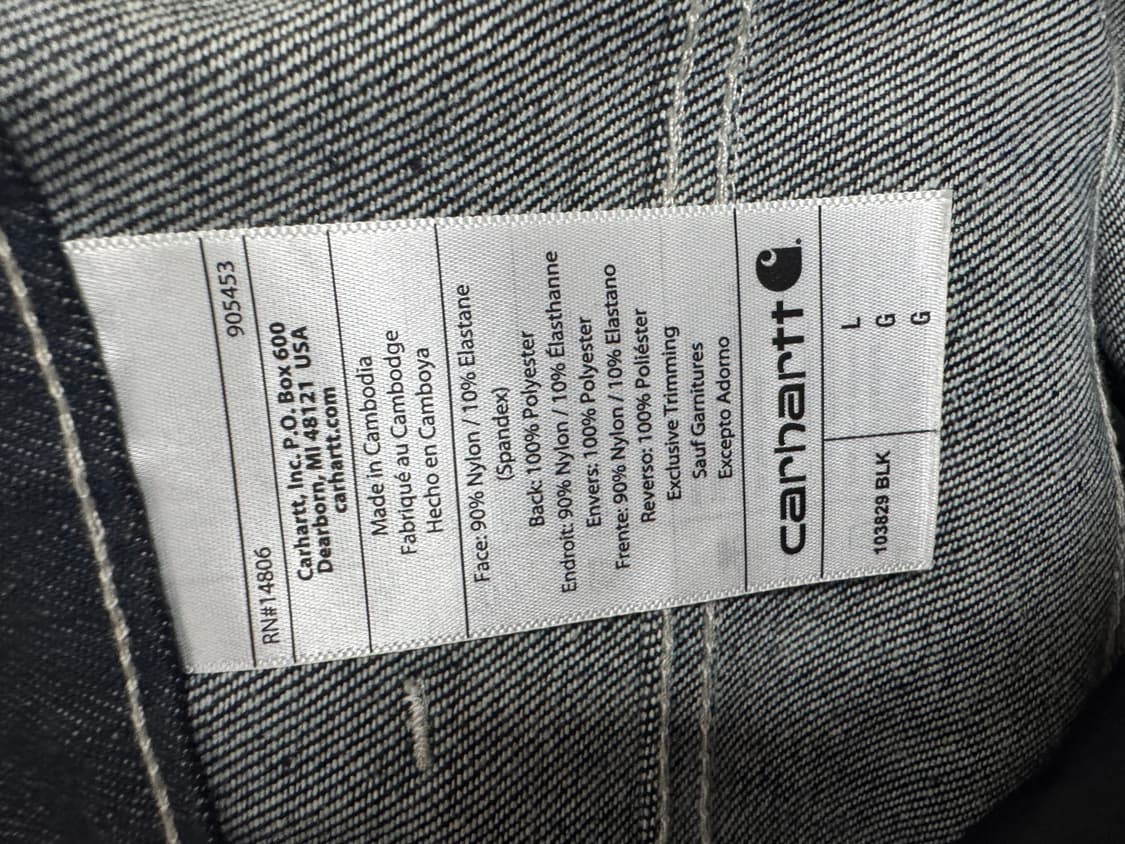 RN#14806 905453
Carhartt, Inc. P.O. Box 600
Dearborn, MI 48121 USA
carhartt.com
Made in Cambodia
Fabriqué au Cambodge
Hecho en Camboya
Face: 90% Nylon / 10% Elastane
(Spandex)
Back: 100% Polyester
Endroit: 90% Nylon / 10% Élasthanne
Envers: 100% Polyester
Frente: 90% Nylon / 10% Elastano
Reverso: 100% Poliéster
Exclusive Trimming
Sauf Garnitures
Excepto Adorno
carhartt
L
103829 BLK G
G